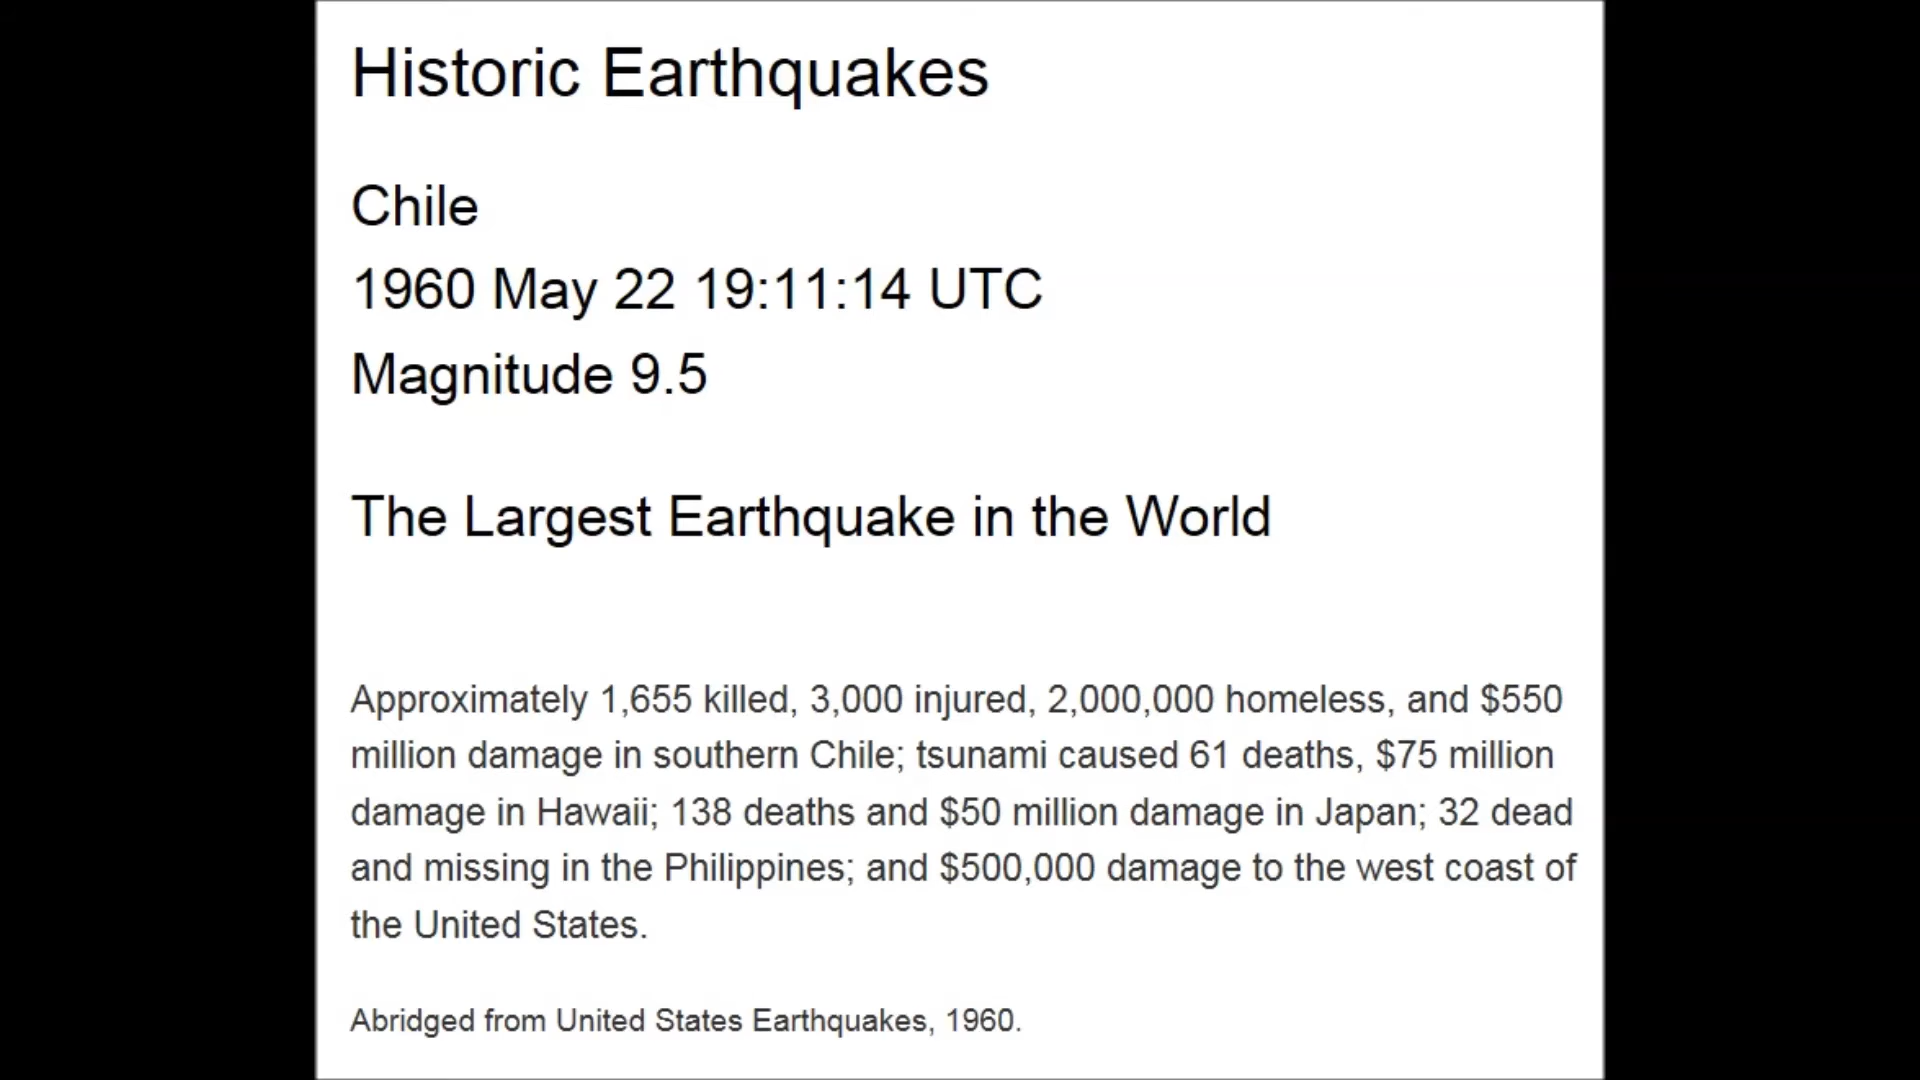 Historic Earthquakes
Chile
1960 May 22 19:11:14 UTC
Magnitude 9.5
The Largest Earthquake in the World
Approximately 1,655 killed, 3,000 injured, 2,000,000 homeless, and $550
million damage in southern Chile; tsunami caused 61 deaths, $75 million
damage in Hawaii; 138 deaths and $50 million damage in Japan; 32 dead
and missing in the Philippines; and $500,000 damage to the west coast of
the United States.
Abridged from United States Earthquakes, 1960.